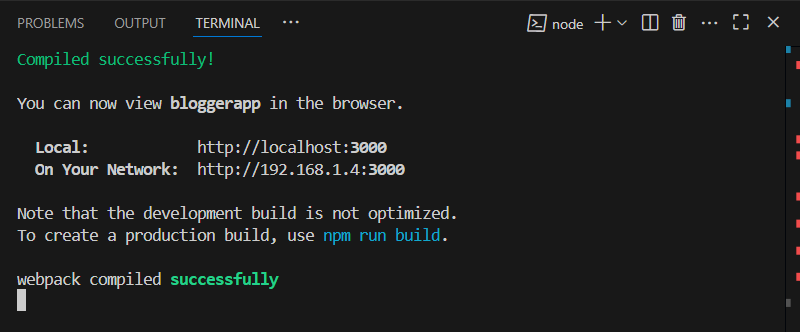 PROBLEMS OUTPUT TERMINAL ··· node
Compiled successfully!
You can now view bloggerapp in the browser.
Local: http://localhost:3000
On Your Network: http://192.168.1.4:3000
Note that the development build is not optimized.
To create a production build, use npm run build.
webpack compiled successfully